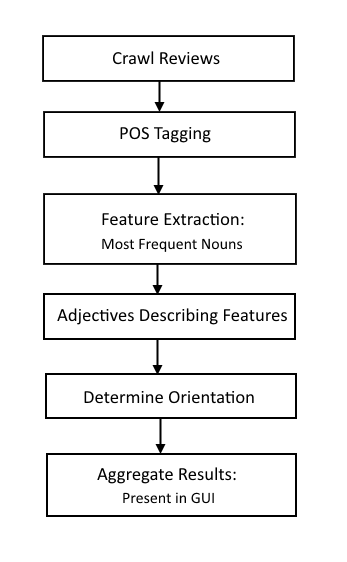 Crawl Reviews
POS Tagging
Feature Extraction:
Most Frequent Nouns
Adjectives Describing Features
Determine Orientation
Aggregate Results:
Present in GUI